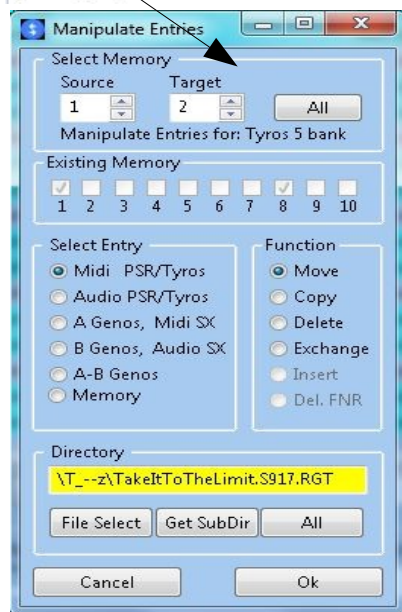 Manipulate Entries
Select Memory
Source Target
1 2 All
Manipulate Entries for: Tyros 5 bank
Existing Memory
1 2 3 4 5 6 7 8 9 10
Select Entry
Midi PSR/Tyros
Audio PSR/Tyros
A Genos, Midi SX
B Genos, Audio SX
A-B Genos
Memory
Function
Move
Copy
Delete
Exchange
Insert
Del. FNR
Directory
\T_--z\TakeItToTheLimit.S917.RGT
File Select Get SubDir All
Cancel Ok